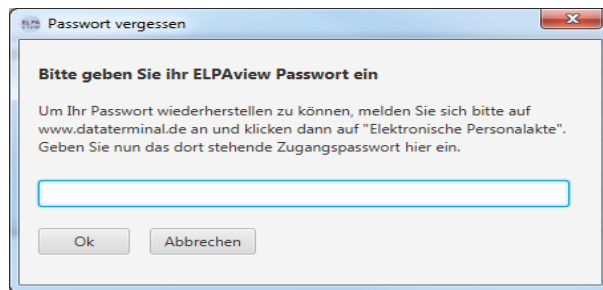 Passwort vergessen
Bitte geben Sie ihr ELPAview Passwort ein
Um Ihr Passwort wiederherstellen zu können, melden Sie sich bitte auf
www.dataterminal.de an und klicken dann auf "Elektronische Personalakte".
Geben Sie nun das dort stehende Zugangspasswort hier ein.
Ok Abbrechen